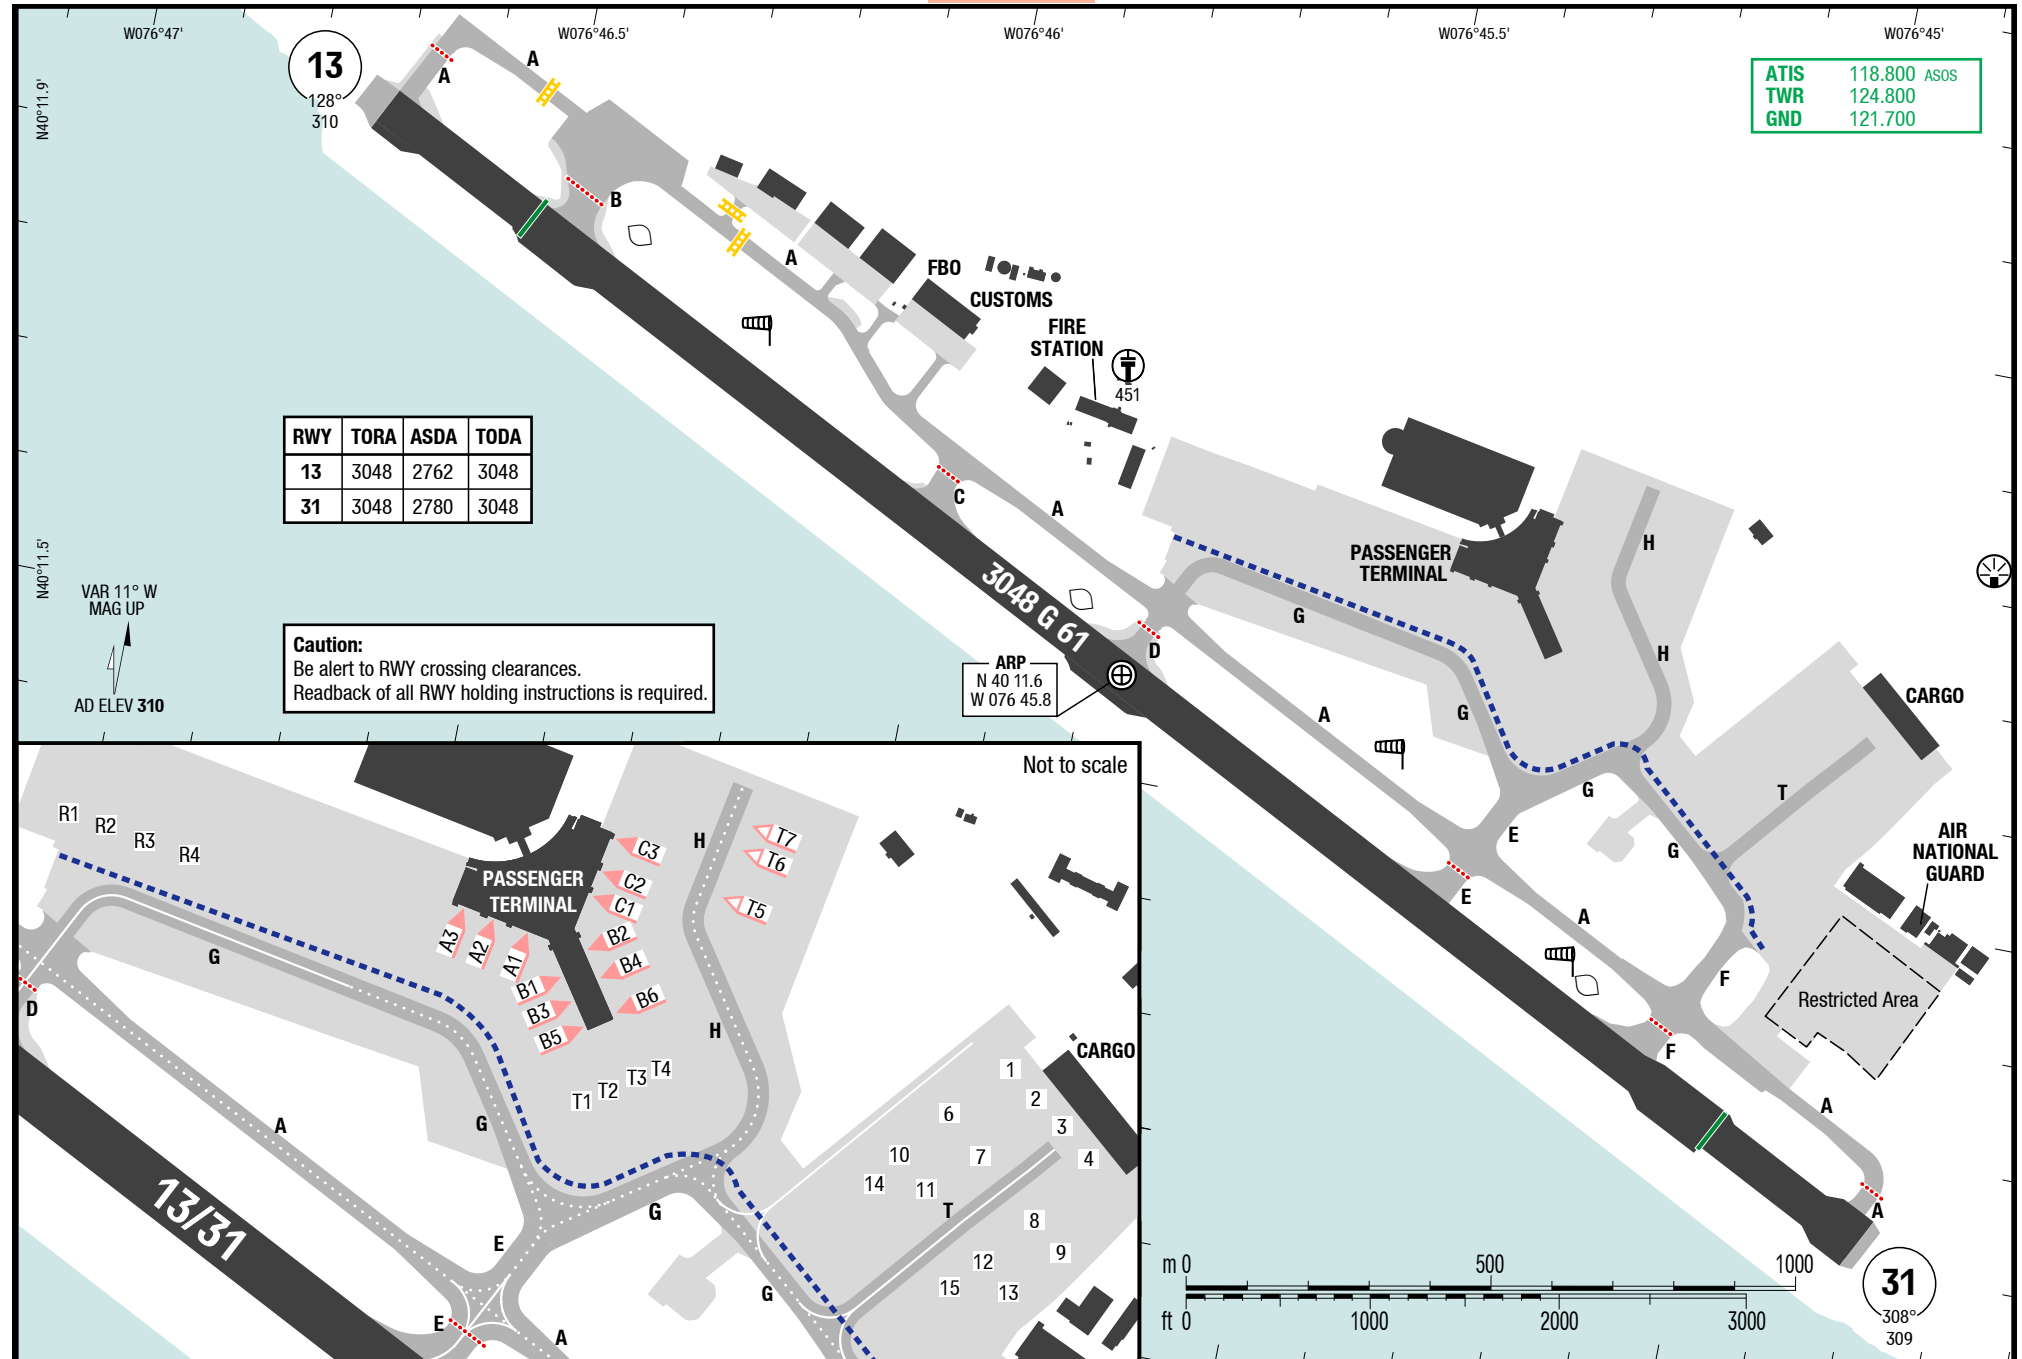 W076°47'
W076°46.5'
W076°46'
W076°45.5'
W076°45'
N40°11.9'
N40°11.5'
13
128°
310
A
A
B
A
ATIS 118.800 ASOS
TWR 124.800
GND 121.700
FBO
CUSTOMS
FIRE
STATION
451
RWY TORA ASDA TODA
13 3048 2762 3048
31 3048 2780 3048
C
A
3048 G 61
PASSENGER
TERMINAL
H
H
G
D
VAR 11° W
MAG UP
AD ELEV 310
Caution:
Be alert to RWY crossing clearances.
Readback of all RWY holding instructions is required.
ARP
N 40 11.6
W 076 45.8
A
G
CARGO
G
T
E
G
AIR
NATIONAL
GUARD
E
A
F
Restricted Area
F
A
A
31
308°
309
m 0 500 1000
ft 0 1000 2000 3000
Not to scale
R1
R2
R3
R4
PASSENGER
TERMINAL
H
C3
C2
C1
B2
B4
B6
T7
T6
T5
A3
A2
A1
B1
B3
B5
G
D
H
T1
T2
T3
T4
CARGO
1
2
3
4
6
7
10
14
11
T
8
9
12
15
13
A
G
G
E
G
13/31
E
A